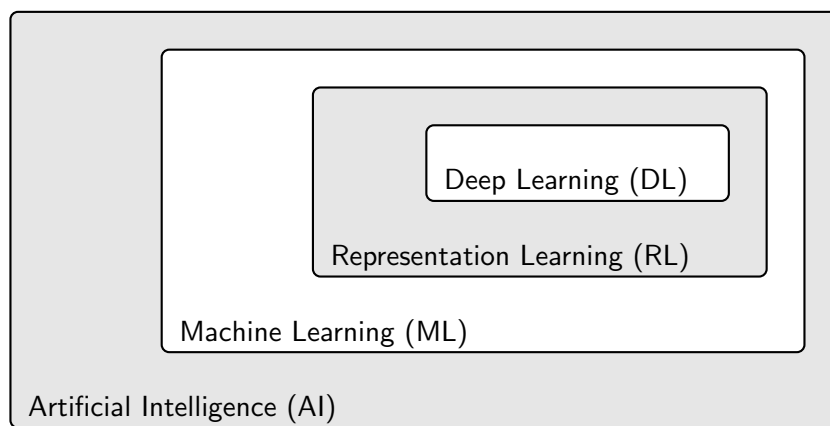 Deep Learning (DL)
Representation Learning (RL)
Machine Learning (ML)
Artificial Intelligence (AI)